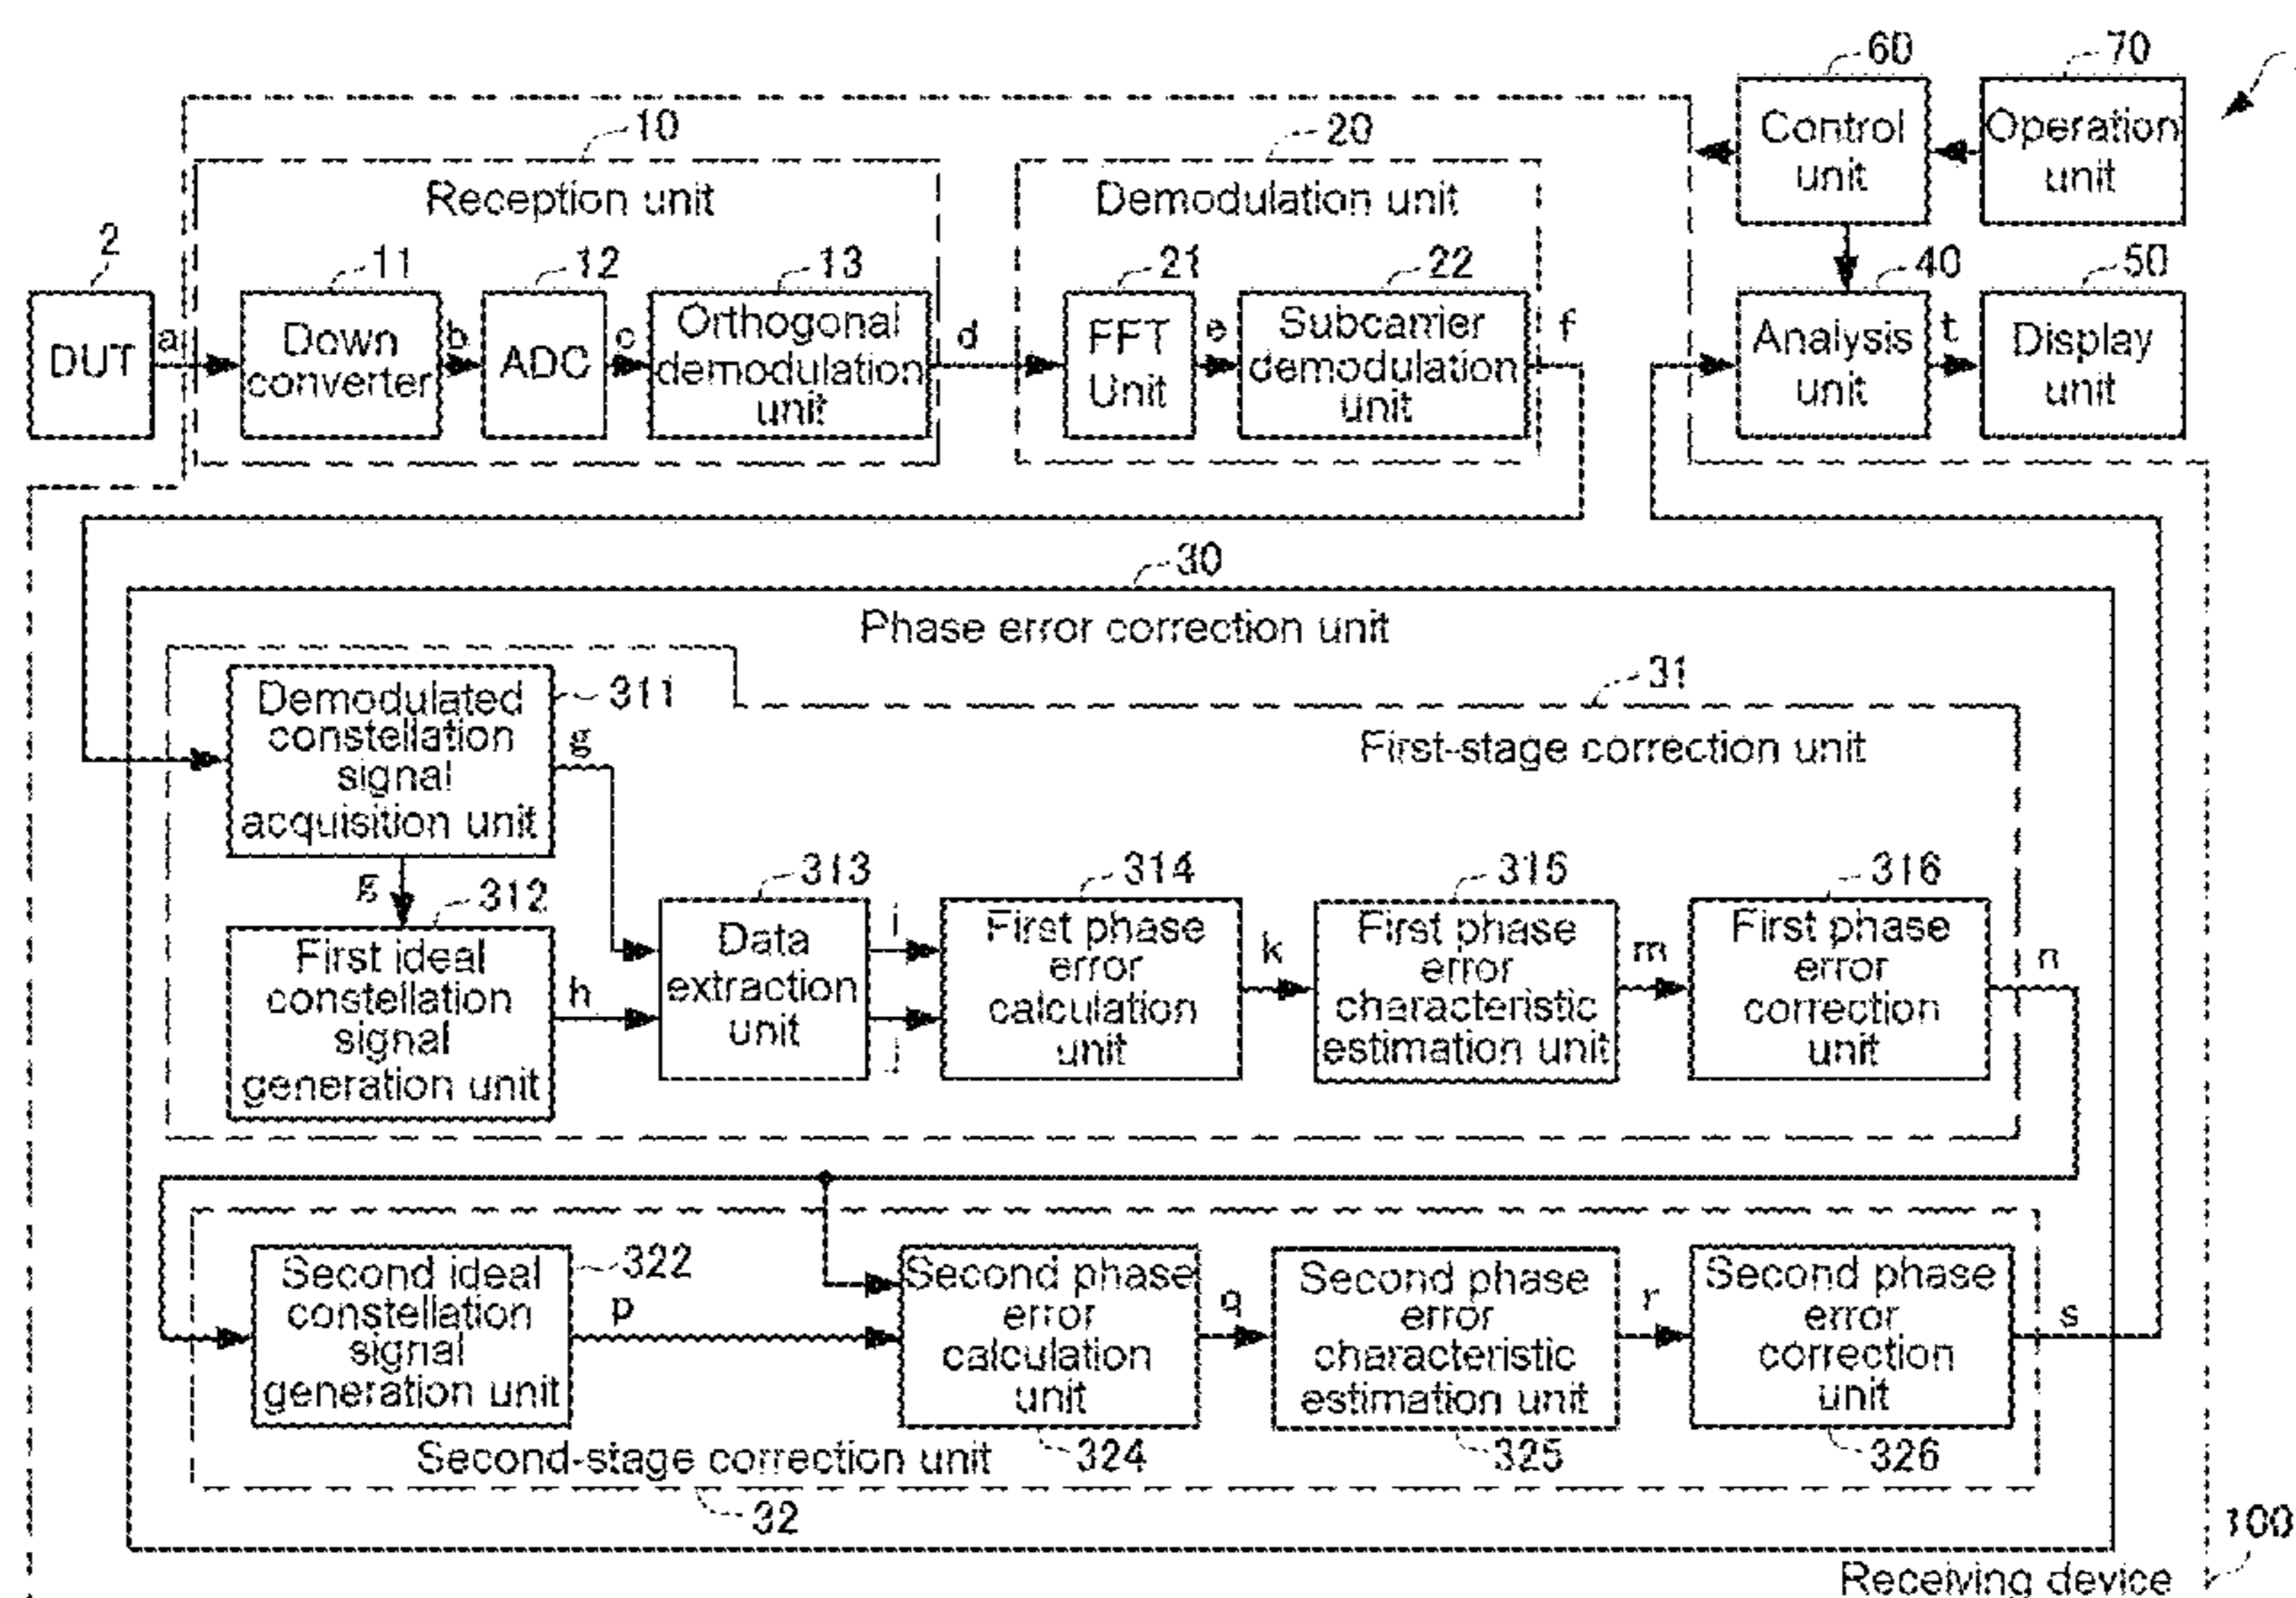 60
70
Control
unit
Operation
unit
10
20
Reception unit
Demodulation unit
2
11
12
13
21
22
40
50
DUT
a
Down
converter
b
ADC
c
Orthogonal
demodulation
unit
d
FFT
Unit
e
Subcarrier
demodulation
unit
f
Analysis
unit
t
Display
unit
30
Phase error correction unit
31
First-stage correction unit
Demodulated
constellation
signal
acquisition unit
311
g
g
312
First ideal
constellation
signal
generation unit
h
313
Data
extraction
unit
i
j
314
First phase
error
calculation
unit
k
315
First phase
error
characteristic
estimation unit
m
316
First phase
error
correction
unit
n
Second ideal
constellation
signal
generation unit
322
p
Second phase
error
calculation
unit
324
q
Second phase
error
characteristic
estimation unit
325
r
Second phase
error
correction
unit
326
s
Second-stage correction unit
32
100
Receiving device